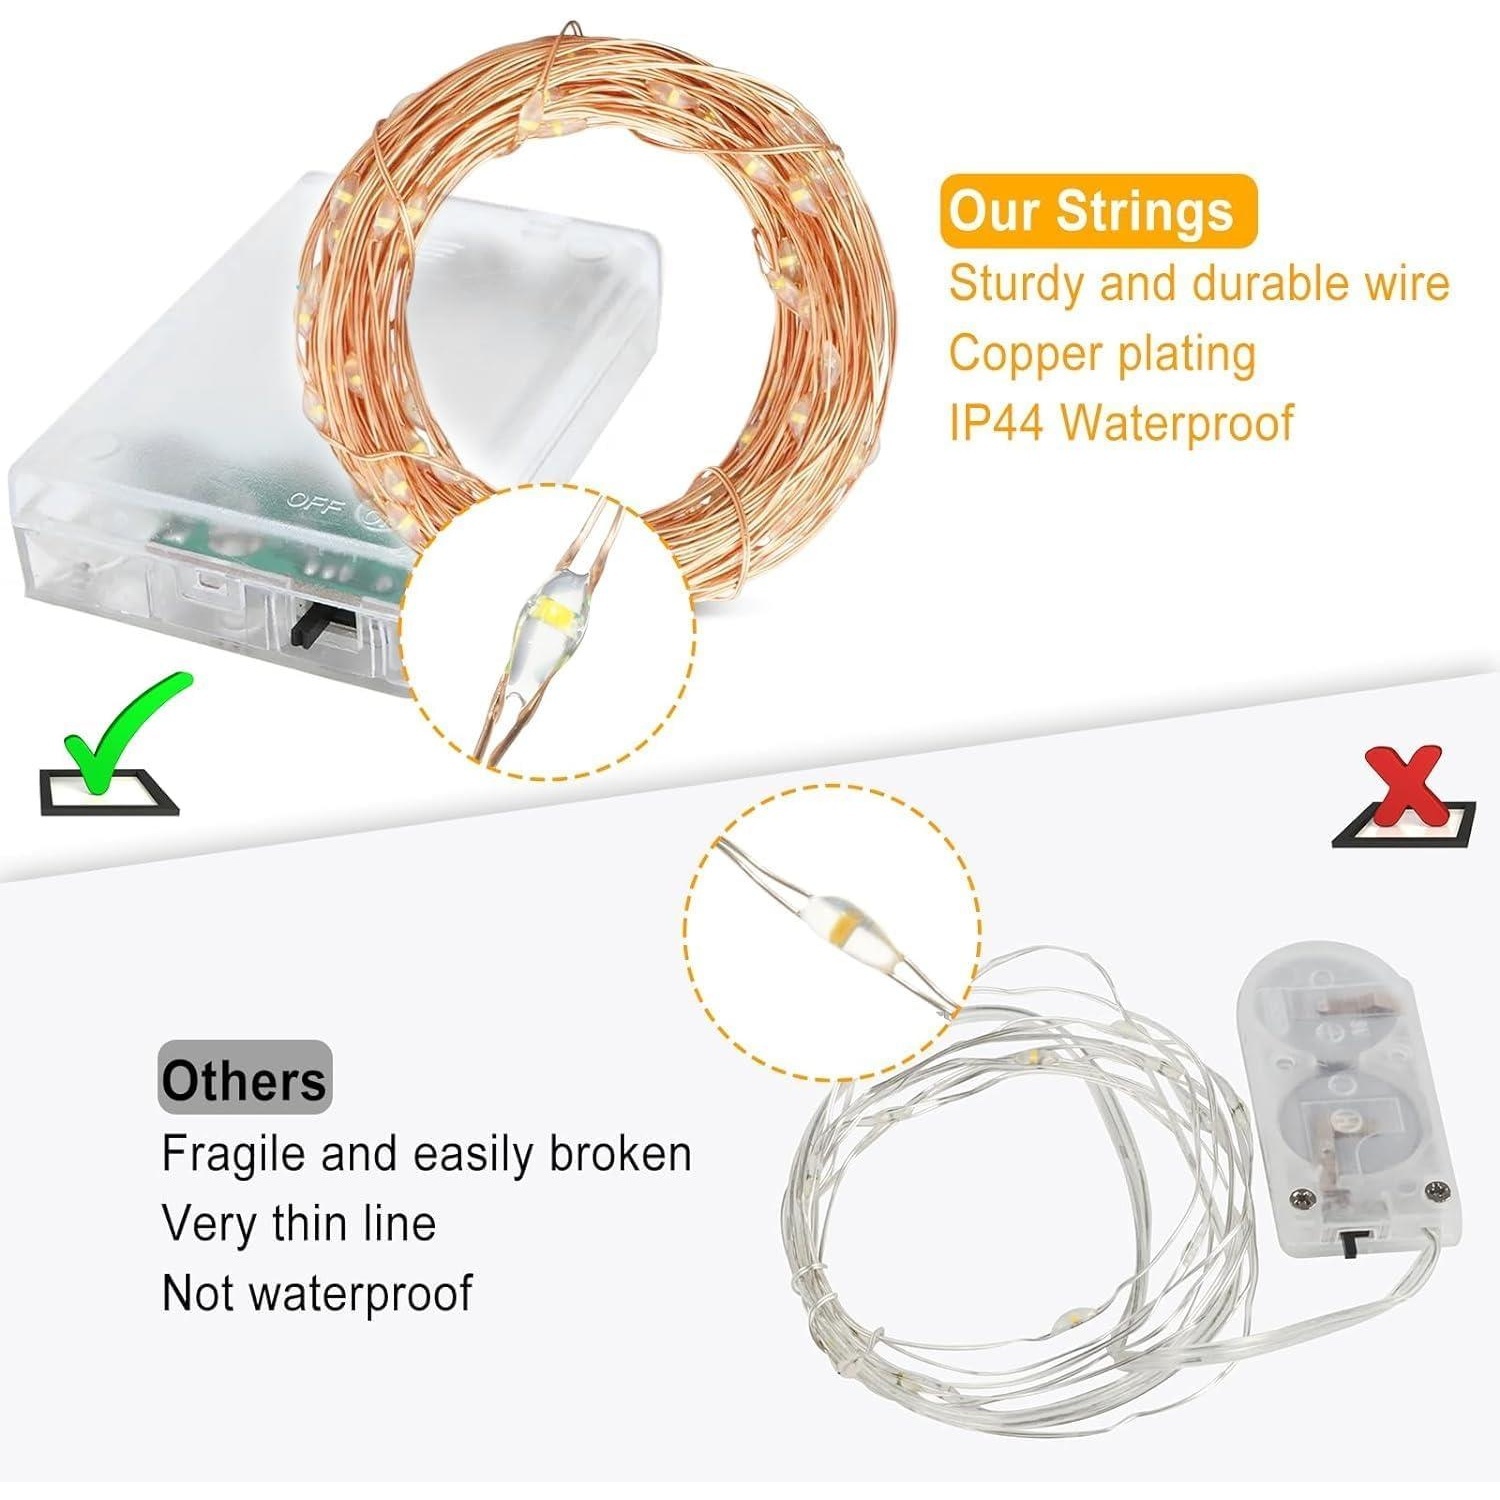 OFF
Our Strings
Sturdy and durable wire
Copper plating
IP44 Waterproof
Others
Fragile and easily broken
Very thin line
Not waterproof